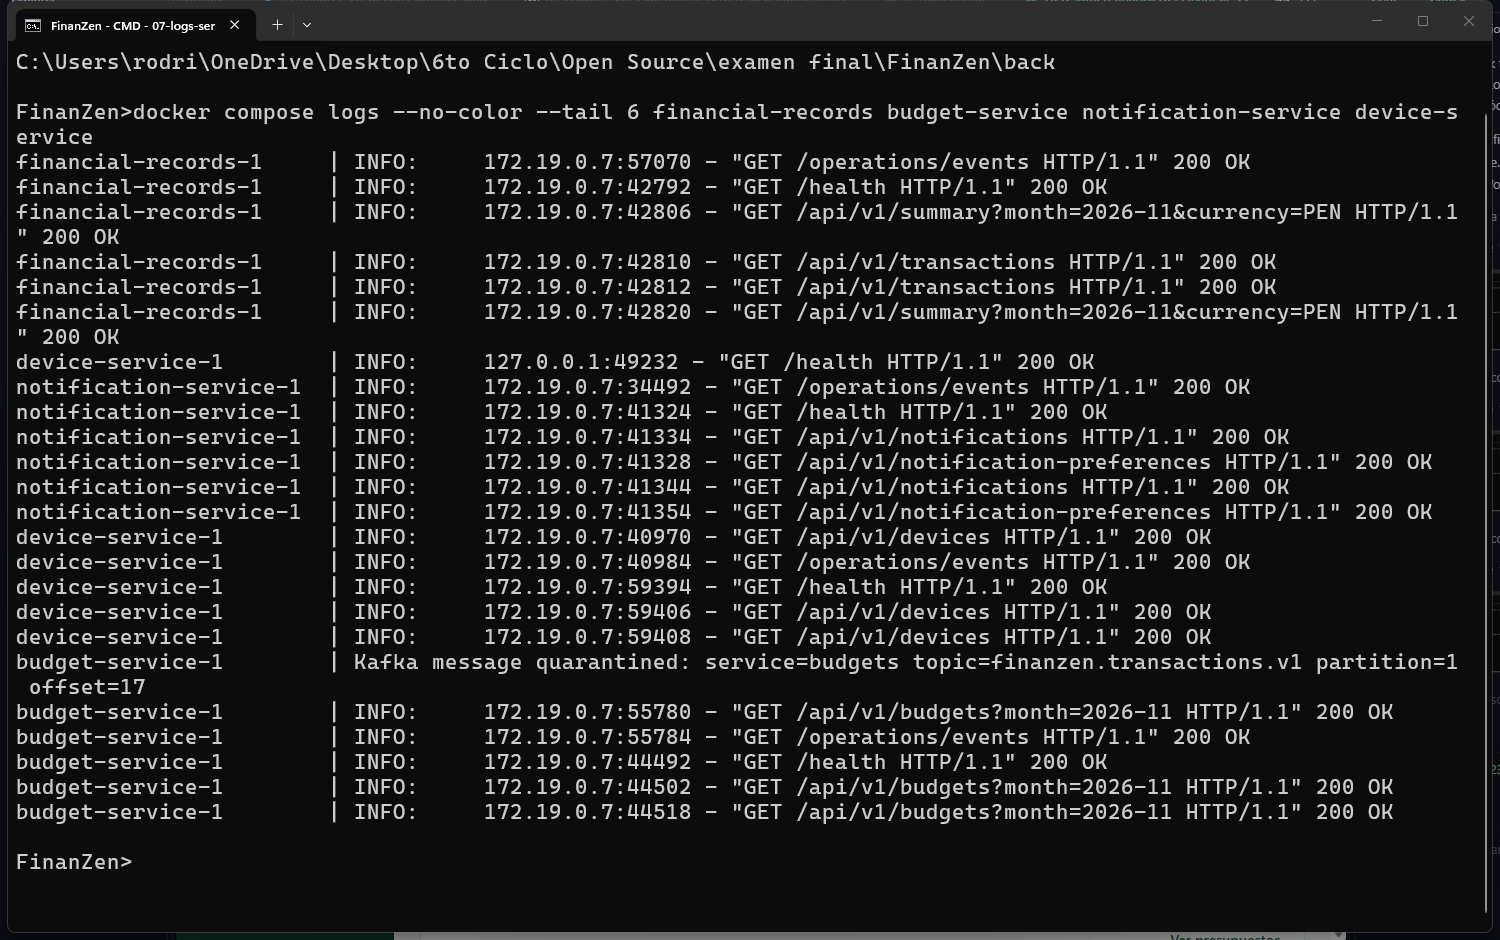 FinanZen - CMD - 07-logs-ser
C:\Users\rodri\OneDrive\Desktop\6to Ciclo\Open Source\examen final\FinanZen\back
FinanZen>docker compose logs --no-color --tail 6 financial-records budget-service notification-service device-s
ervice
financial-records-1     | INFO:     172.19.0.7:57070 - "GET /operations/events HTTP/1.1" 200 OK
financial-records-1     | INFO:     172.19.0.7:42792 - "GET /health HTTP/1.1" 200 OK
financial-records-1     | INFO:     172.19.0.7:42806 - "GET /api/v1/summary?month=2026-11&currency=PEN HTTP/1.1
" 200 OK
financial-records-1     | INFO:     172.19.0.7:42810 - "GET /api/v1/transactions HTTP/1.1" 200 OK
financial-records-1     | INFO:     172.19.0.7:42812 - "GET /api/v1/transactions HTTP/1.1" 200 OK
financial-records-1     | INFO:     172.19.0.7:42820 - "GET /api/v1/summary?month=2026-11&currency=PEN HTTP/1.1
" 200 OK
device-service-1        | INFO:     127.0.0.1:49232 - "GET /health HTTP/1.1" 200 OK
notification-service-1  | INFO:     172.19.0.7:34492 - "GET /operations/events HTTP/1.1" 200 OK
notification-service-1  | INFO:     172.19.0.7:41324 - "GET /health HTTP/1.1" 200 OK
notification-service-1  | INFO:     172.19.0.7:41334 - "GET /api/v1/notifications HTTP/1.1" 200 OK
notification-service-1  | INFO:     172.19.0.7:41328 - "GET /api/v1/notification-preferences HTTP/1.1" 200 OK
notification-service-1  | INFO:     172.19.0.7:41344 - "GET /api/v1/notifications HTTP/1.1" 200 OK
notification-service-1  | INFO:     172.19.0.7:41354 - "GET /api/v1/notification-preferences HTTP/1.1" 200 OK
device-service-1        | INFO:     172.19.0.7:40970 - "GET /api/v1/devices HTTP/1.1" 200 OK
device-service-1        | INFO:     172.19.0.7:40984 - "GET /operations/events HTTP/1.1" 200 OK
device-service-1        | INFO:     172.19.0.7:59394 - "GET /health HTTP/1.1" 200 OK
device-service-1        | INFO:     172.19.0.7:59406 - "GET /api/v1/devices HTTP/1.1" 200 OK
device-service-1        | INFO:     172.19.0.7:59408 - "GET /api/v1/devices HTTP/1.1" 200 OK
budget-service-1        | Kafka message quarantined: service=budgets topic=finanzen.transactions.v1 partition=1
 offset=17
budget-service-1        | INFO:     172.19.0.7:55780 - "GET /api/v1/budgets?month=2026-11 HTTP/1.1" 200 OK
budget-service-1        | INFO:     172.19.0.7:55784 - "GET /operations/events HTTP/1.1" 200 OK
budget-service-1        | INFO:     172.19.0.7:44492 - "GET /health HTTP/1.1" 200 OK
budget-service-1        | INFO:     172.19.0.7:44502 - "GET /api/v1/budgets?month=2026-11 HTTP/1.1" 200 OK
budget-service-1        | INFO:     172.19.0.7:44518 - "GET /api/v1/budgets?month=2026-11 HTTP/1.1" 200 OK
FinanZen>